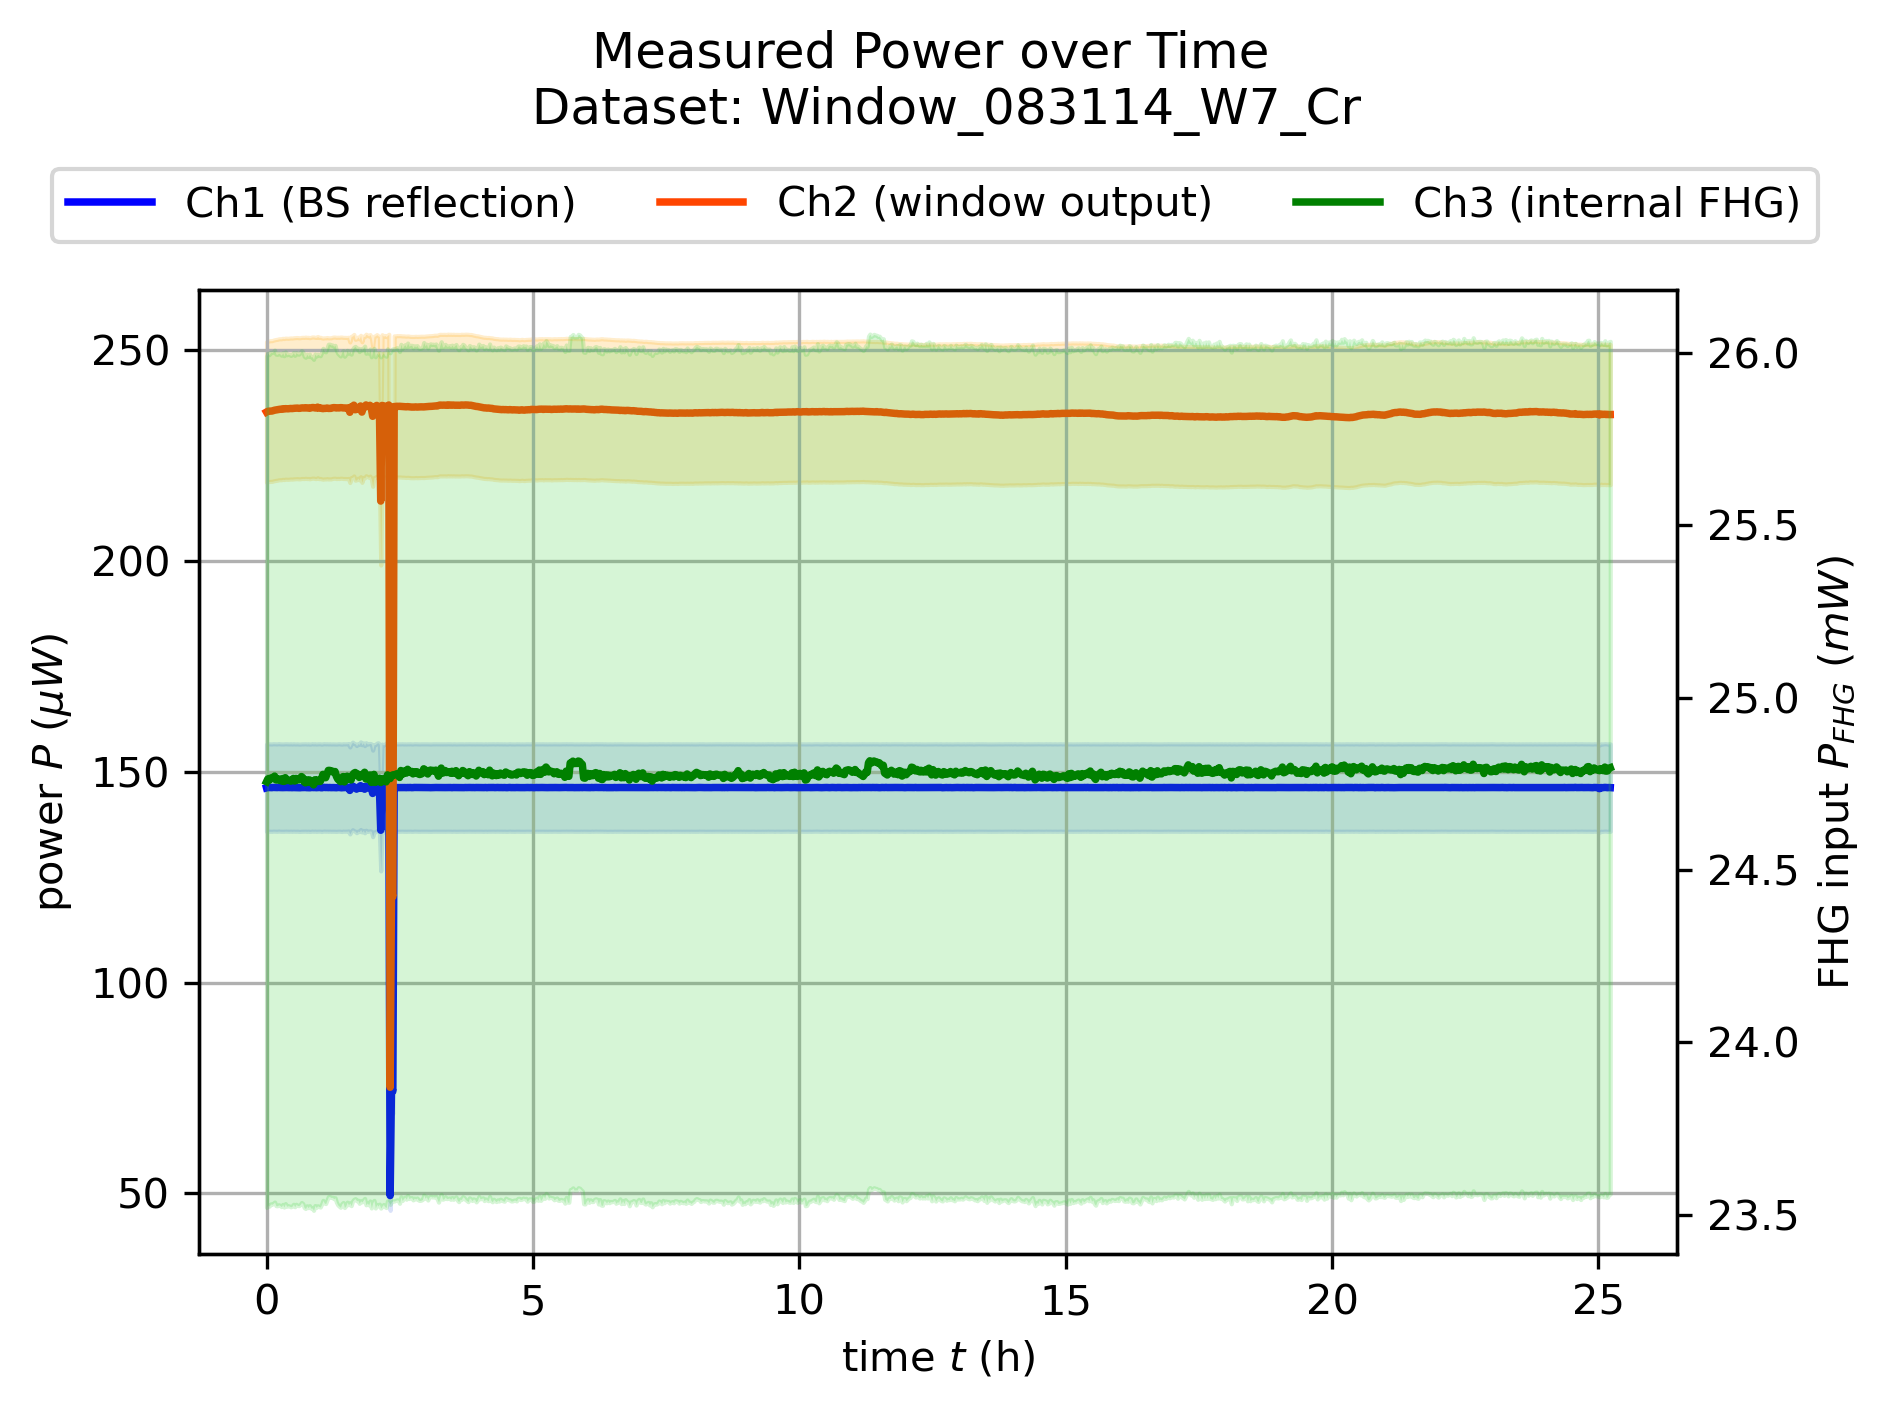 Measured Power over Time
Dataset: Window_083114_W7_Cr
Ch1 (BS reflection) Ch2 (window output) Ch3 (internal FHG)
250
200
150
100
50
power P (μW)
26.0
25.5
25.0
24.5
24.0
23.5
FHG input P_FHG (mW)
0 5 10 15 20 25
time t (h)